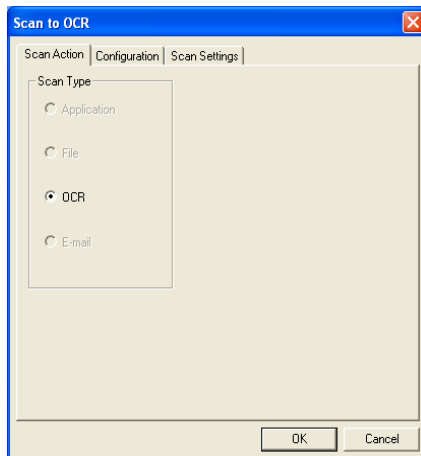 Scan to OCR
Scan Action Configuration Scan Settings
Scan Type
Application
File
OCR
E-mail
OK Cancel